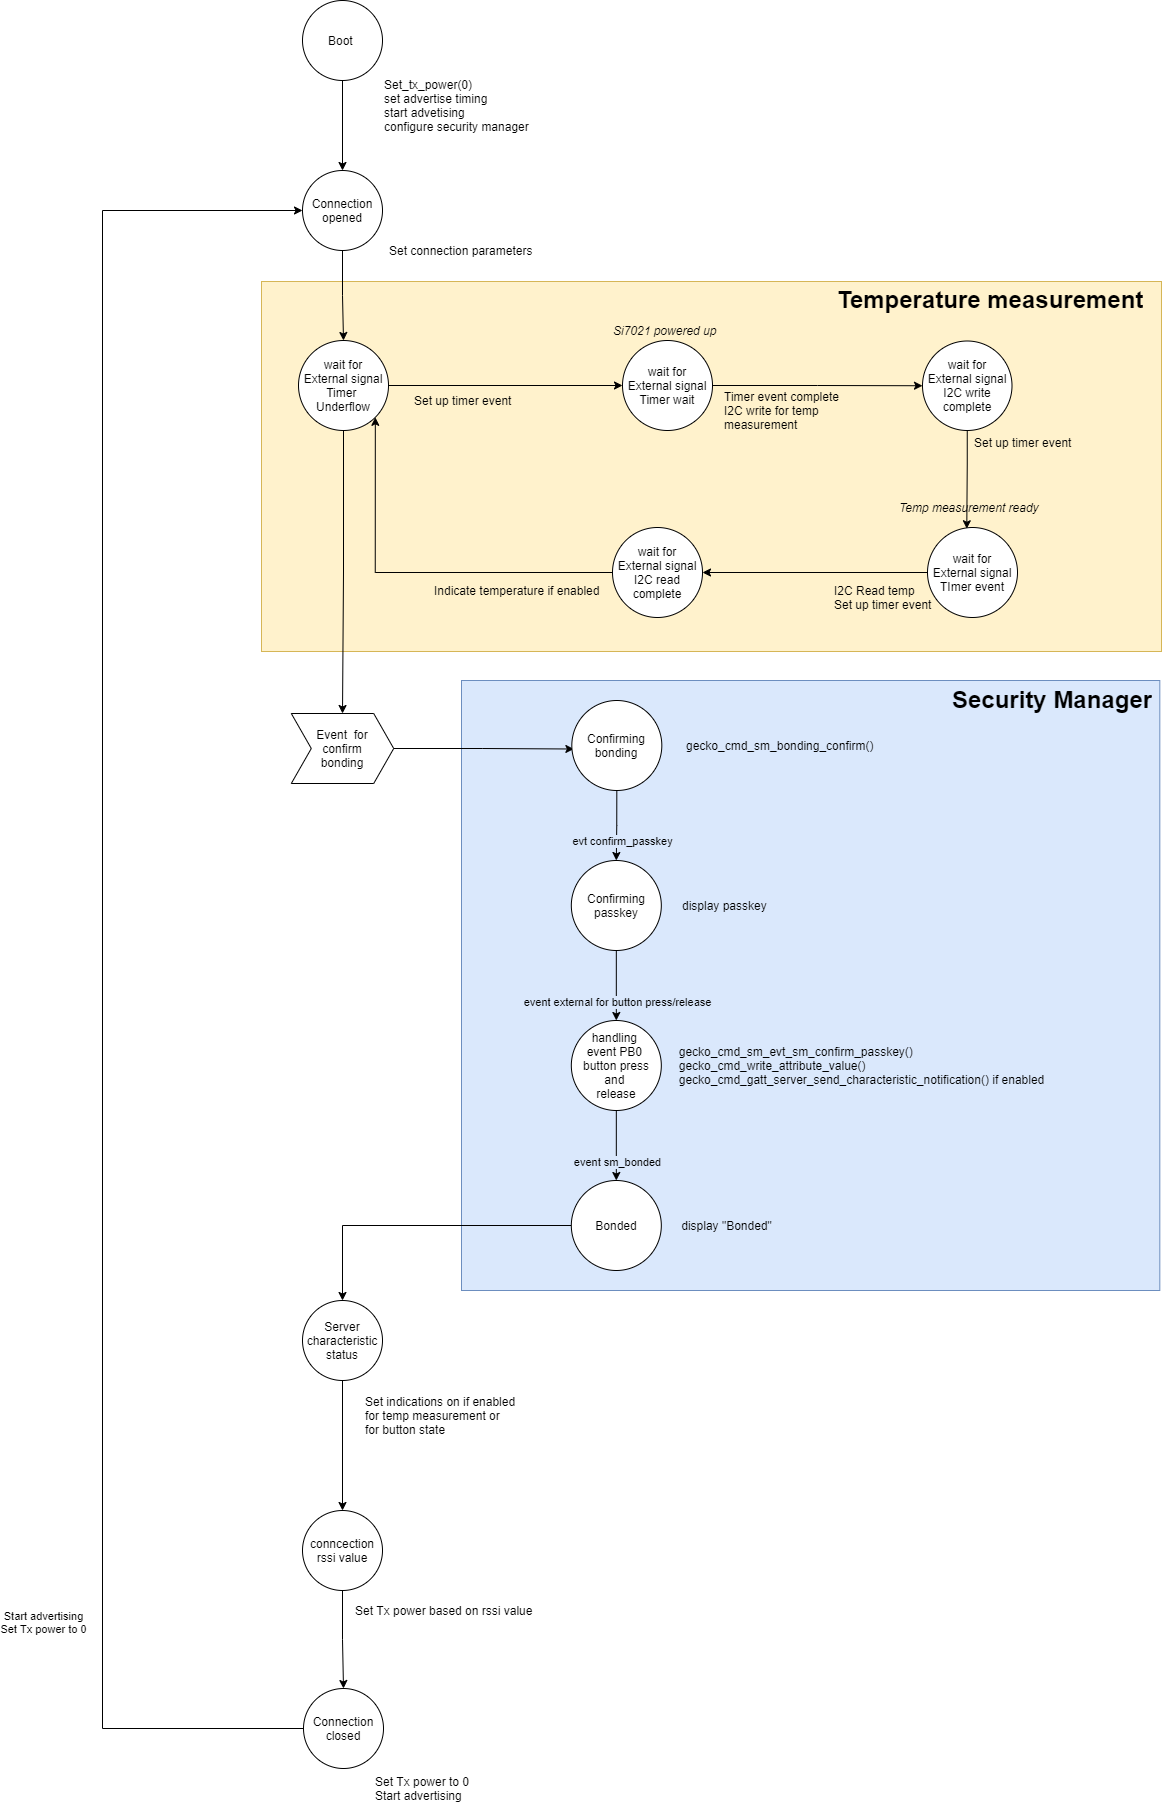 Boot
Set_tx_power(0)
set advertise timing
start advetising
configure security manager
Connection
opened
Set connection parameters
Temperature measurement
Si7021 powered up
wait for
External signal
Timer
Underflow
Set up timer event
wait for
External signal
Timer wait
Timer event complete
I2C write for temp
measurement
wait for
External signal
I2C write
complete
Set up timer event
Temp measurement ready
wait for
External signal
TImer event
I2C Read temp
Set up timer event
wait for
External signal
I2C read
complete
Indicate temperature if enabled
Security Manager
Event for
confirm
bonding
Confirming
bonding
gecko_cmd_sm_bonding_confirm()
evt confirm_passkey
Confirming
passkey
display passkey
event external for button press/release
handling
event PB0
button press
and
release
gecko_cmd_sm_evt_sm_confirm_passkey()
gecko_cmd_write_attribute_value()
gecko_cmd_gatt_server_send_characteristic_notification() if enabled
event sm_bonded
Bonded
display "Bonded"
Server
characteristic
status
Set indications on if enabled
for temp measurement or
for button state
conncection
rssi value
Set Tx power based on rssi value
Start advertising
Set Tx power to 0
Connection
closed
Set Tx power to 0
Start advertising